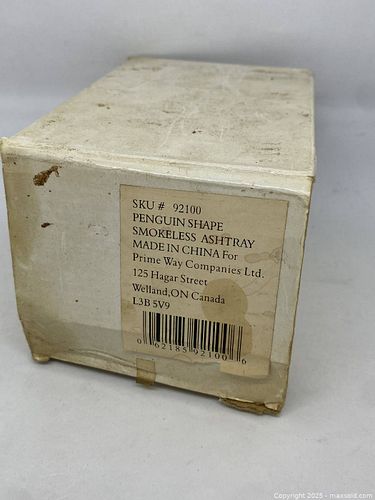 SKU # 92100
PENGUIN SHAPE
SMOKELESS ASHTRAY
MADE IN CHINA For
Prime Way Companies Ltd.
125 Hagar Street
Welland,ON Canada
L3B 5V9
0 62185 92100 6
Copyright 2025 - maxsold.com